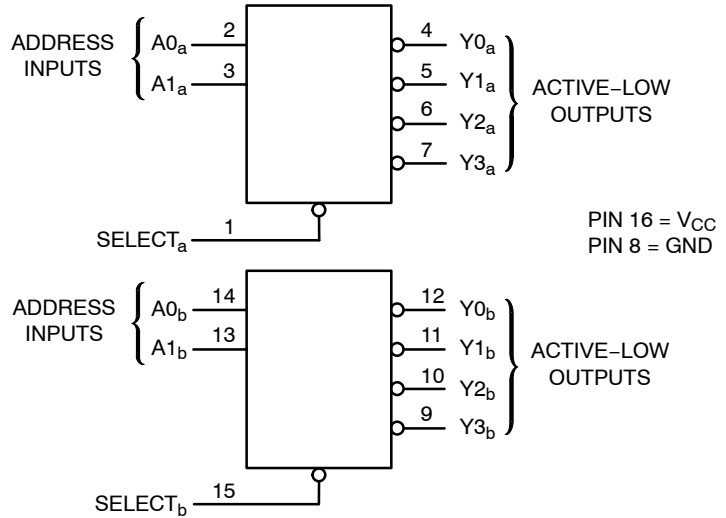 ADDRESS
INPUTS
A0a 2
A1a 3
4 Y0a
5 Y1a
6 Y2a
7 Y3a
ACTIVE–LOW
OUTPUTS
SELECTa 1
PIN 16 = VCC
PIN 8 = GND
ADDRESS
INPUTS
A0b 14
A1b 13
12 Y0b
11 Y1b
10 Y2b
9 Y3b
ACTIVE–LOW
OUTPUTS
SELECTb 15